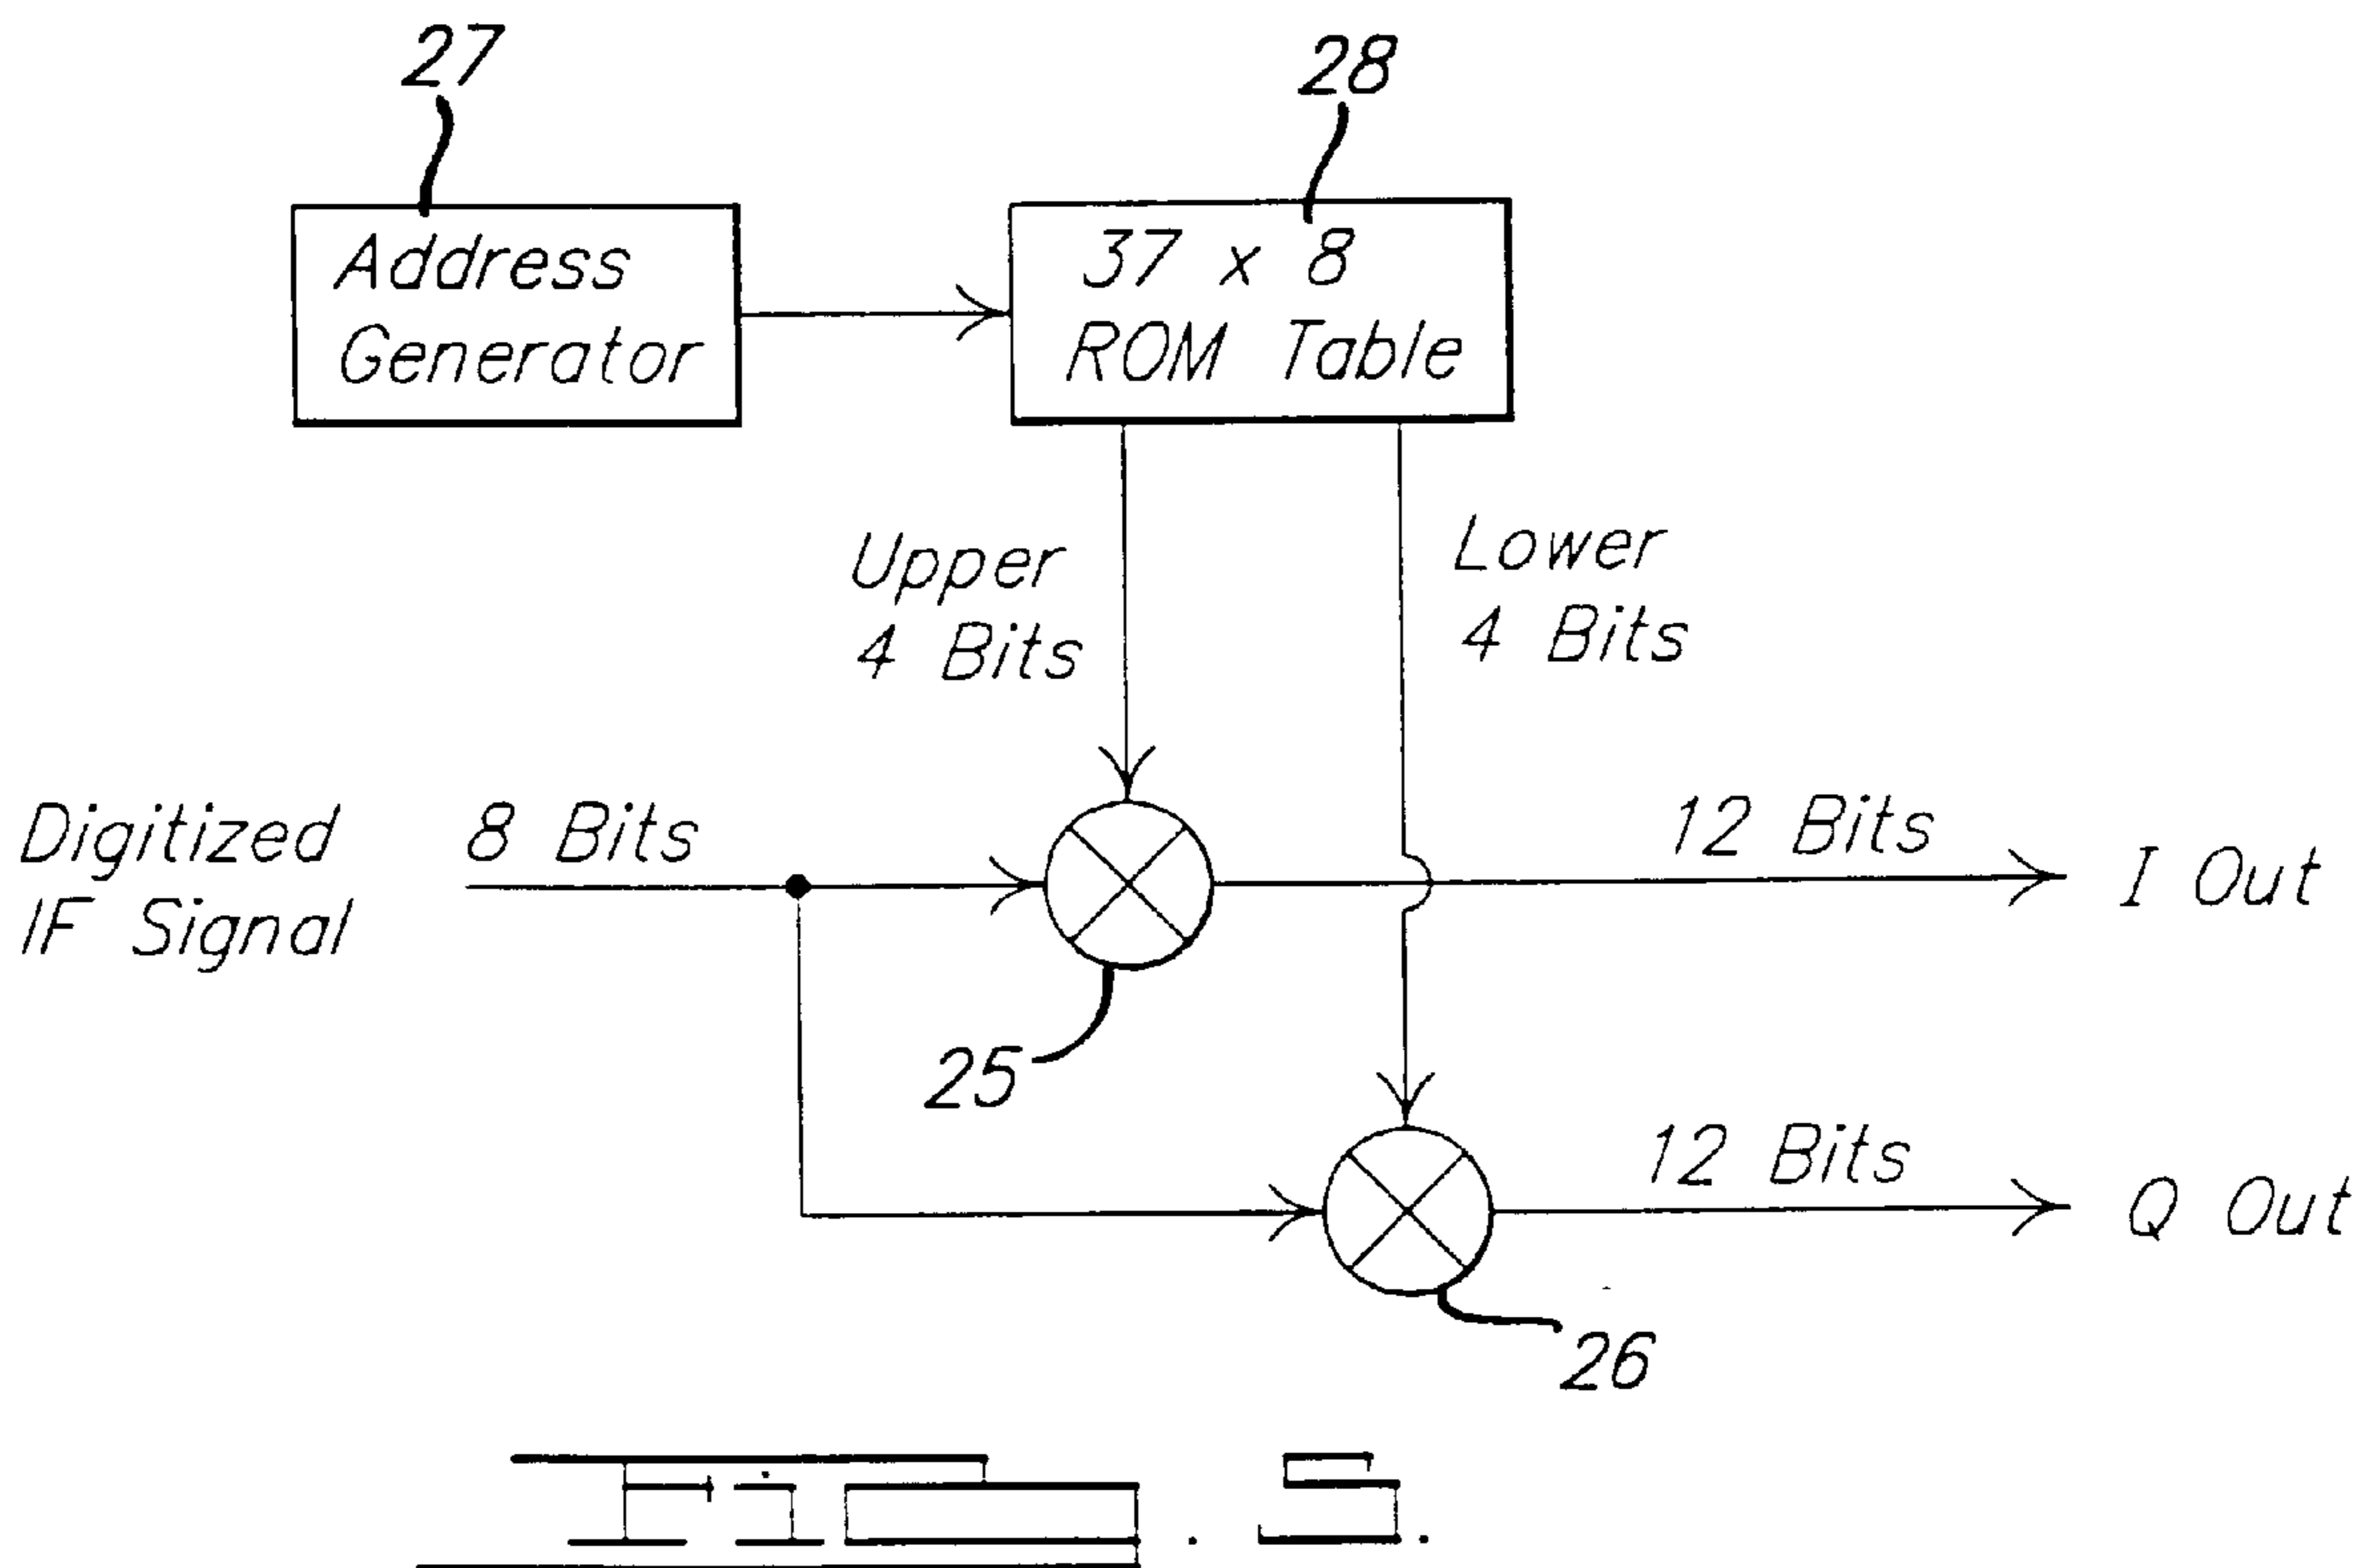 27
28
Address
Generator
37 x 8
ROM Table
Upper
4 Bits
Lower
4 Bits
Digitized
IF Signal
8 Bits
12 Bits
I Out
25
12 Bits
Q Out
26
Fig. 5.